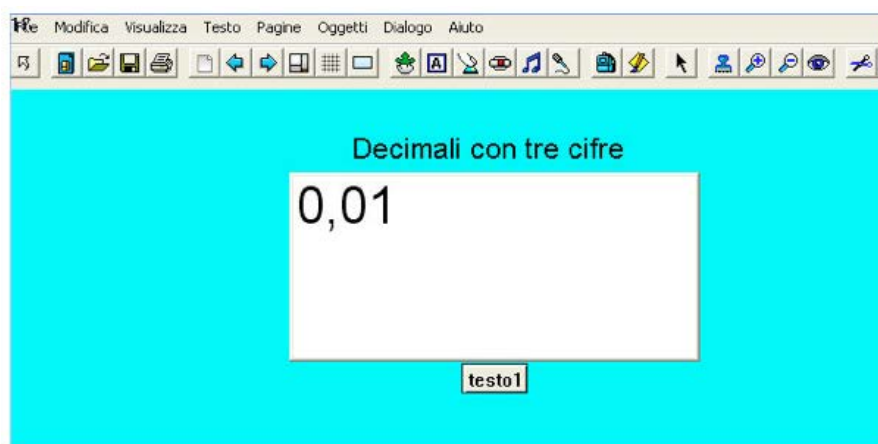 Modifica Visualizza Testo Pagine Oggetti Dialogo Aiuto
A
Decimali con tre cifre
0,01
testo1